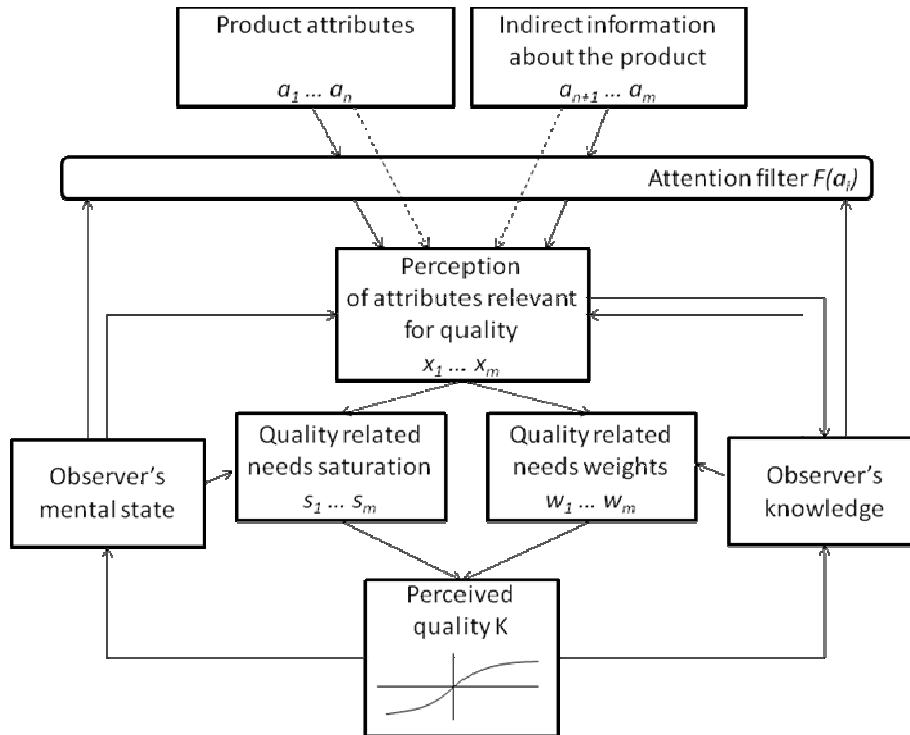 Product attributes
a1 ... an
Indirect information
about the product
an+1 ... am
Attention filter F(ai)
Perception
of attributes relevant
for quality
x1 ... xm
Quality related
needs saturation
s1 ... sm
Quality related
needs weights
w1 ... wm
Observer's
mental state
Observer's
knowledge
Perceived
quality K